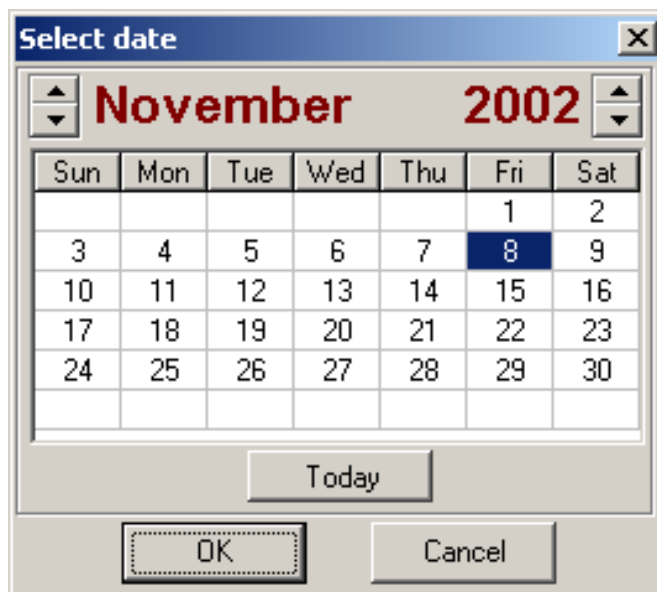 Select date
November 2002
Sun Mon Tue Wed Thu Fri Sat
1 2
3 4 5 6 7 8 9
10 11 12 13 14 15 16
17 18 19 20 21 22 23
24 25 26 27 28 29 30
Today
OK Cancel